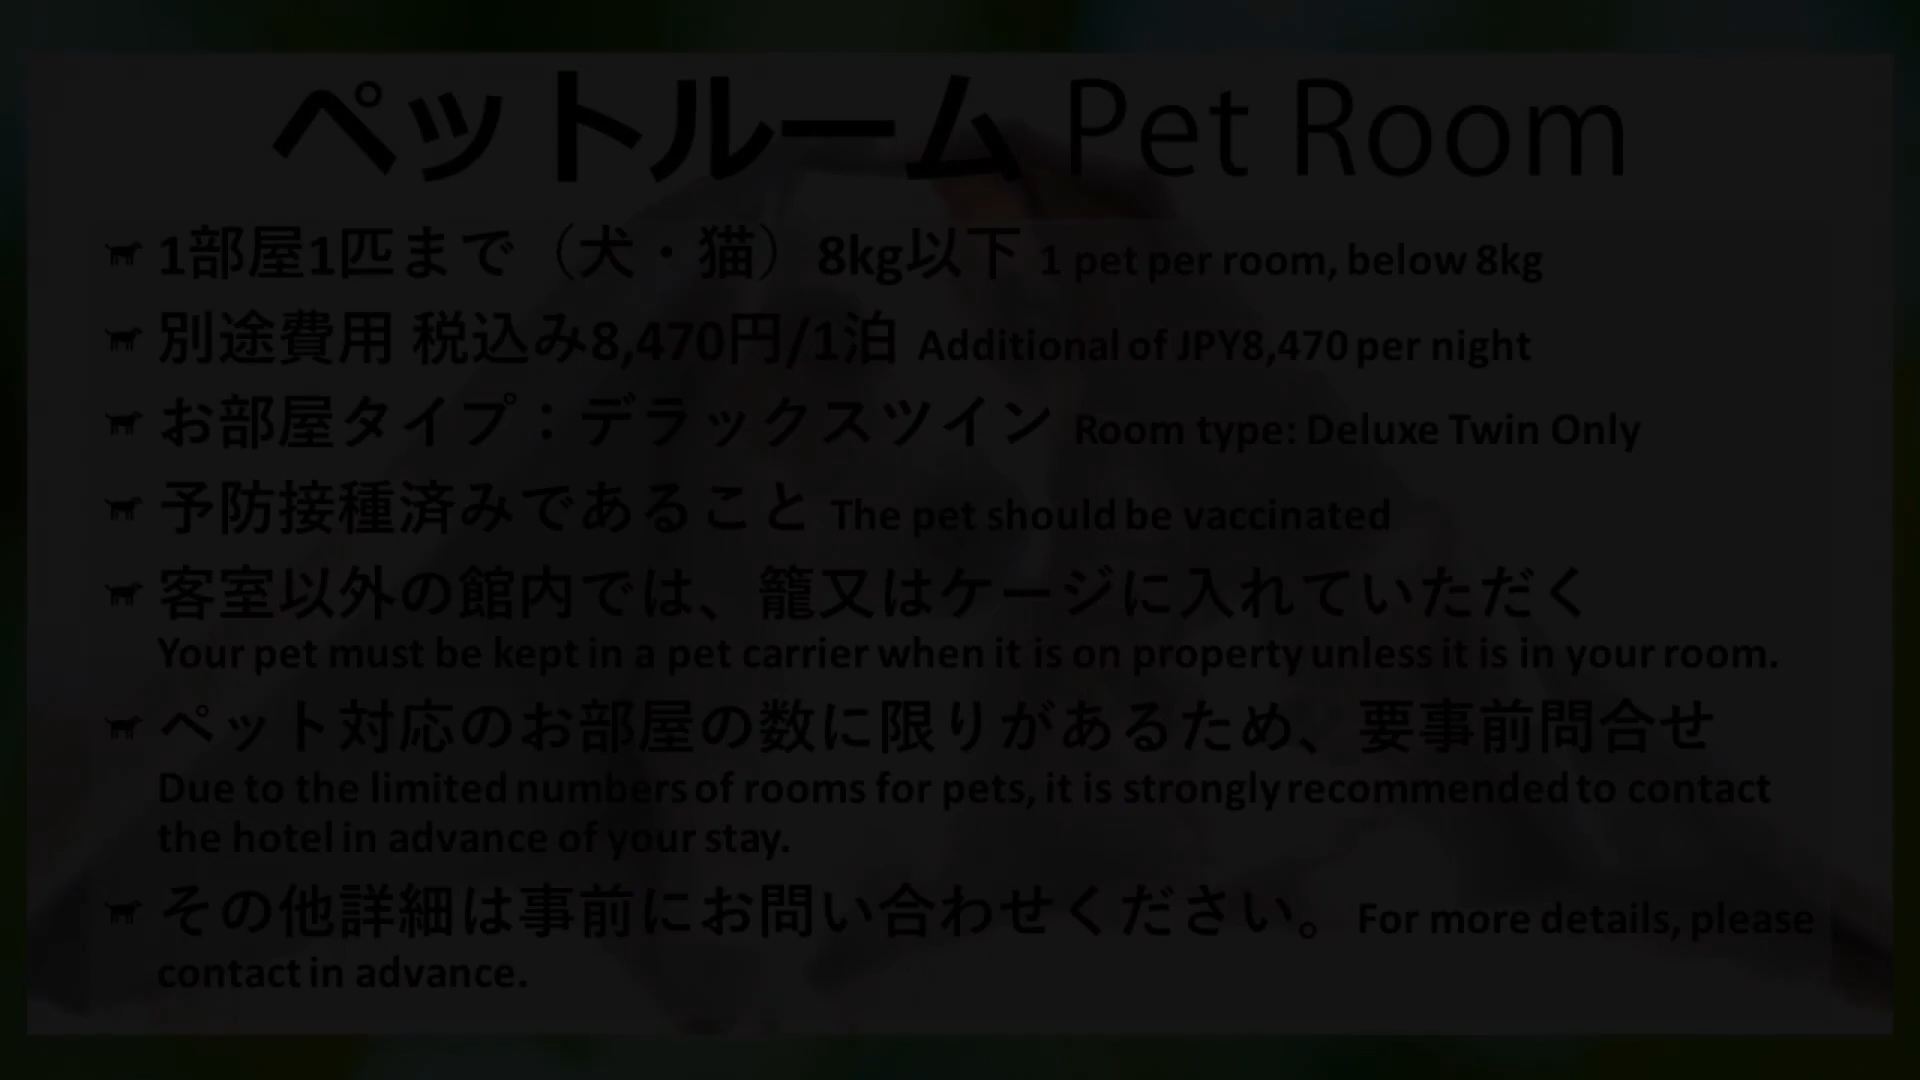 ペットルーム Pet Room
1部屋1匹まで（犬・猫）8kg以下 1 pet per room, below 8kg
別途費用 税込み8,470円/1泊 Additional of JPY8,470 per night
お部屋タイプ：デラックスツイン Room type: Deluxe Twin Only
予防接種済みであること The pet should be vaccinated
客室以外の館内では、籠又はケージに入れていただく
Your pet must be kept in a pet carrier when it is on property unless it is in your room.
ペット対応のお部屋の数に限りがあるため、要事前問合せ
Due to the limited numbers of rooms for pets, it is strongly recommended to contact
the hotel in advance of your stay.
その他詳細は事前にお問い合わせください。 For more details, please
contact in advance.